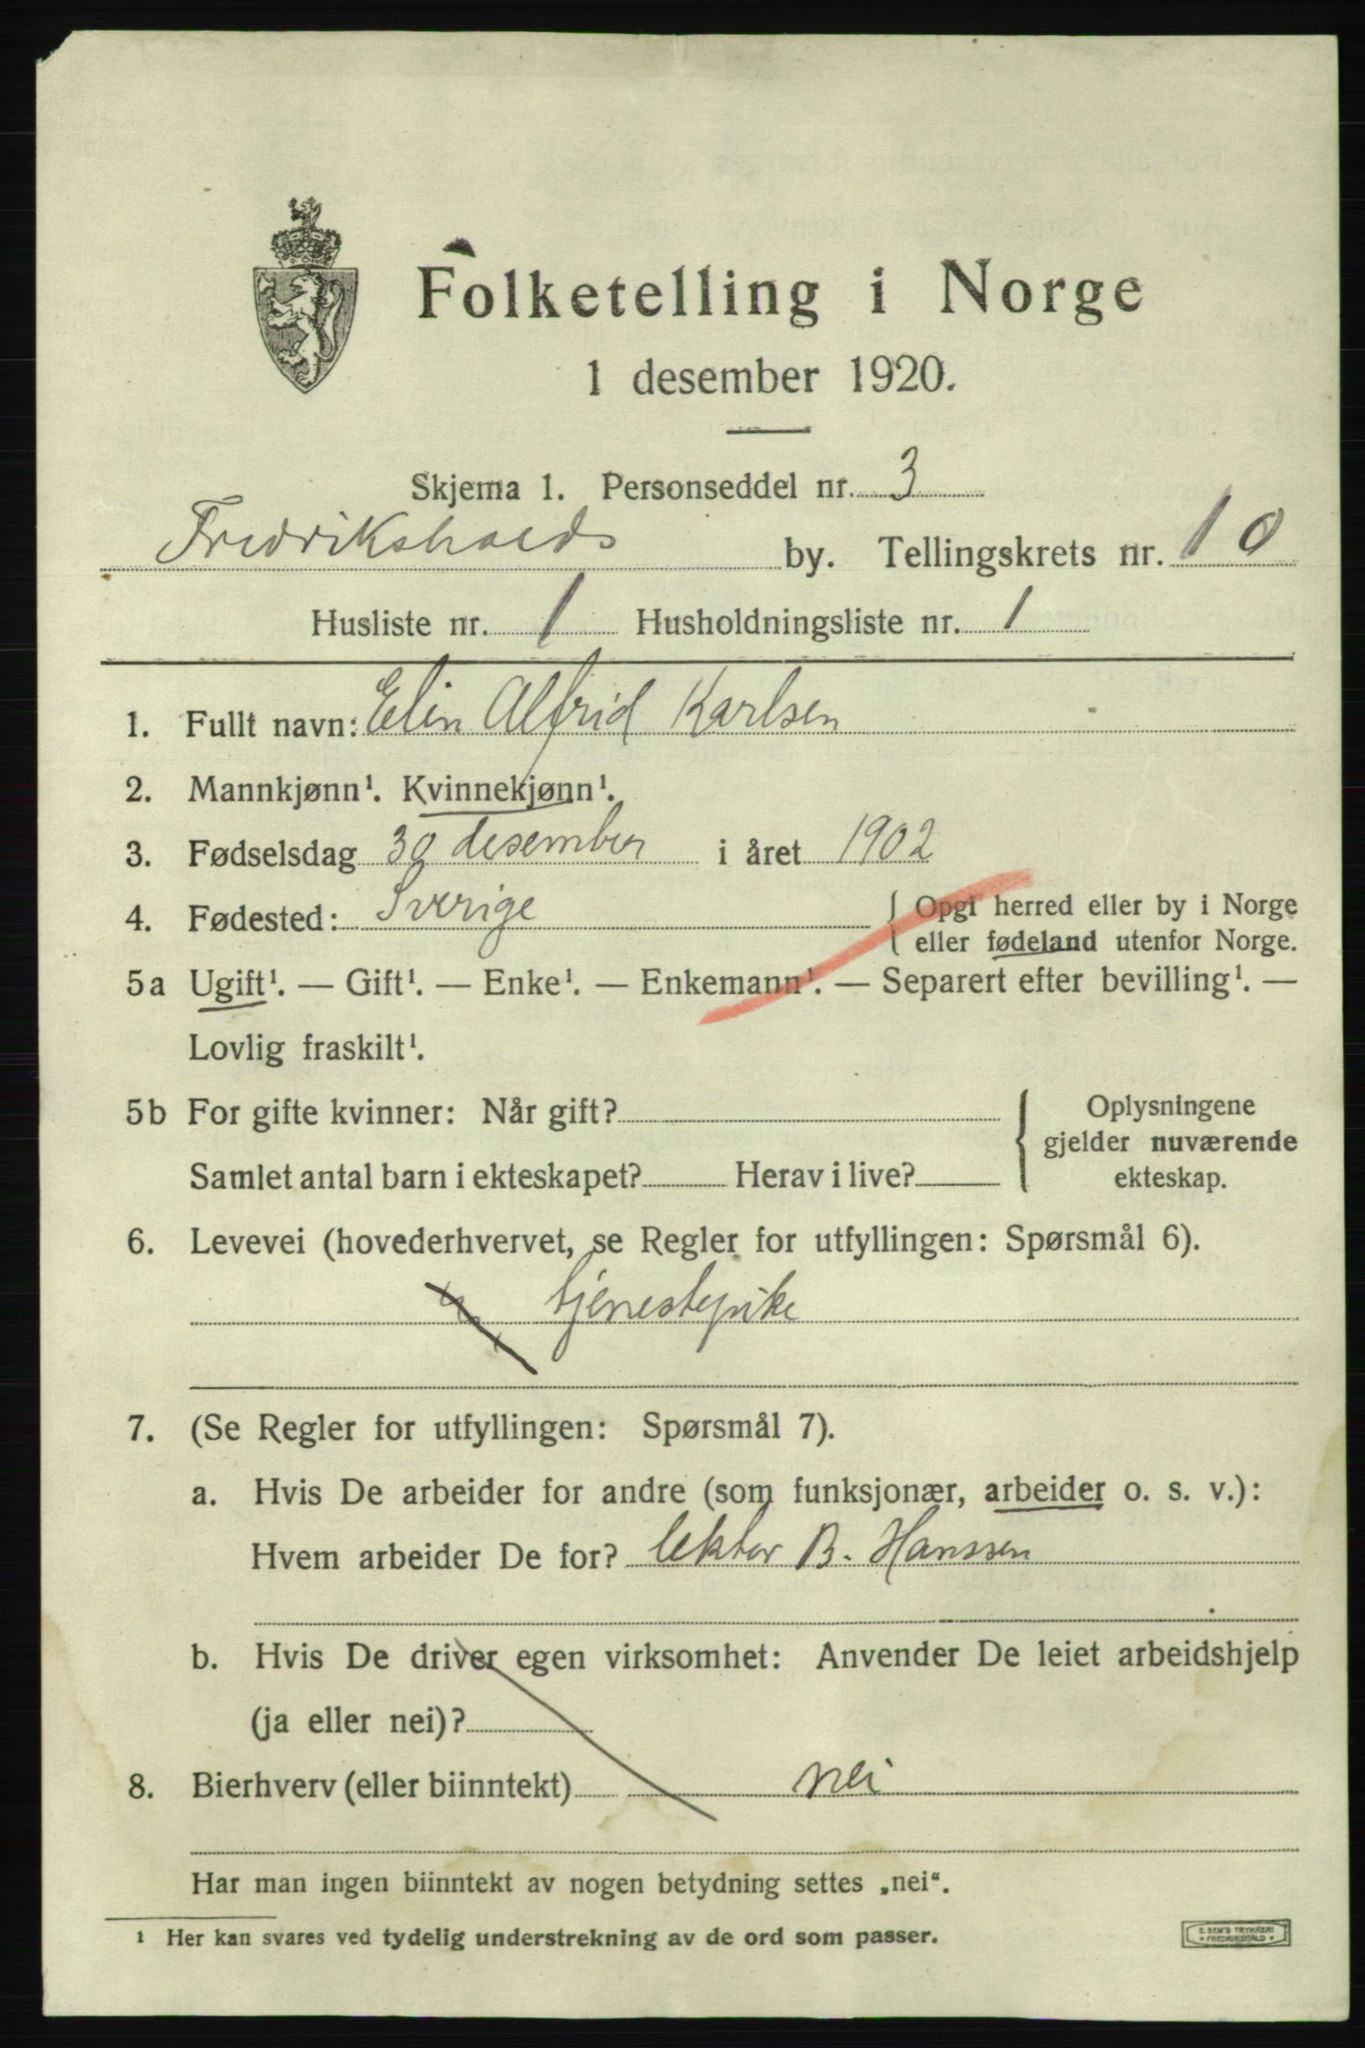 Folketelling i Norge
1 desember 1920.
Skjema 1. Personseddel nr. 3
Fredrikshalds by. Tellingskrets nr. 10
Husliste nr. 1 Husholdningsliste nr. 1
1. Fullt navn: Elin Alfrid Karlsen
2. Mannkjønn¹. Kvinnekjønn¹.
3. Fødselsdag 30 desember i året 1902
4. Fødested: Sverige { Opgi herred eller by i Norge
eller fødeland utenfor Norge.
5a Ugift¹. — Gift¹. — Enke¹. — Enkemann¹. — Separert efter bevilling¹. —
Lovlig fraskilt¹.
5b For gifte kvinner: Når gift? { Oplysningene
gjelder nuværende
Samlet antal barn i ekteskapet? Herav i live? ekteskap.
6. Levevei (hovederhvervet, se Regler for utfyllingen: Spørsmål 6).
tjenestepike
7. (Se Regler for utfyllingen: Spørsmål 7).
a. Hvis De arbeider for andre (som funksjonær, arbeider o. s. v.):
Hvem arbeider De for? lektor B. Hanssen
b. Hvis De driver egen virksomhet: Anvender De leiet arbeidshjelp
(ja eller nei)?
8. Bierhverv (eller biinntekt) nei
Har man ingen biinntekt av nogen betydning settes „nei“.
¹ Her kan svares ved tydelig understrekning av de ord som passer.
E. SEM'S TRYKKERI
FREDRIKSHALD